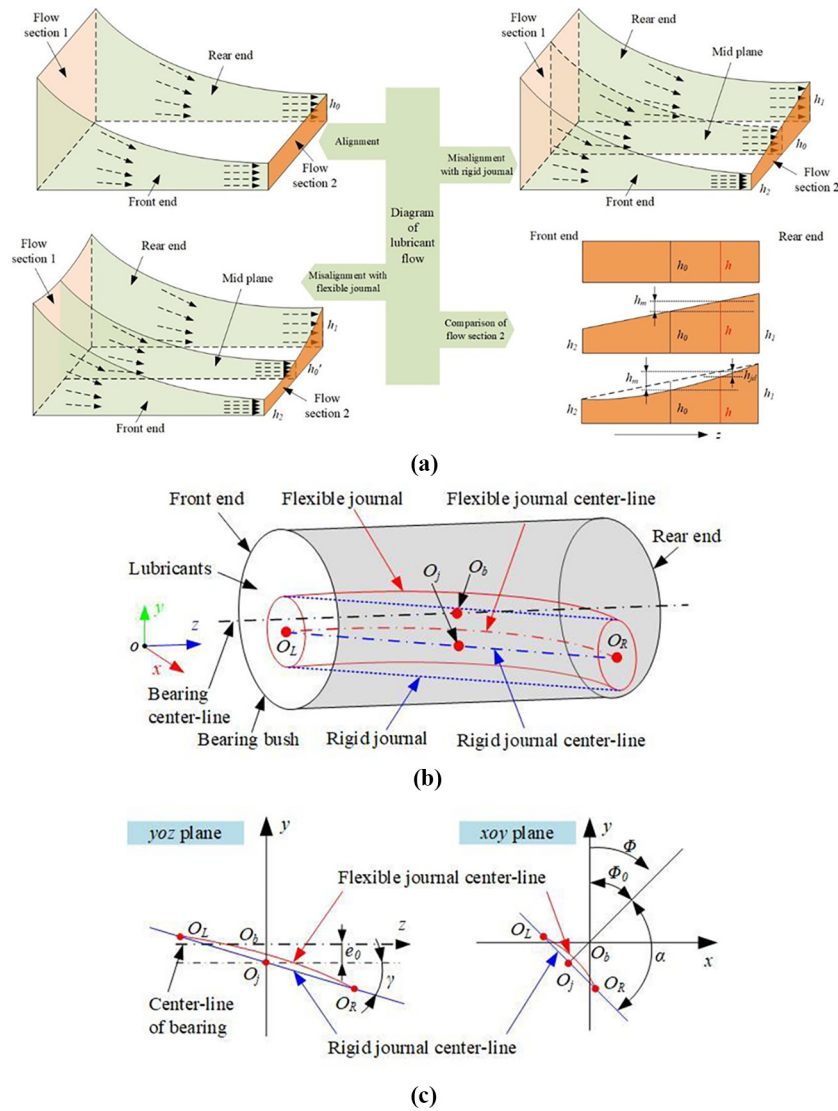 Flow
section 1
Rear end
h0
Flow
section 2
Front end
Alignment
Diagram
of
lubricant
flow
Misalignment
with rigid journal
Misalignment with
flexible journal
Comparison of
flow section 2
Flow
section 1
Rear end
Mid plane
h1
h0
h2
Flow
section 2
Front end
Flow
section 1
Rear end
Mid plane
h1
h0'
h2
Flow
section 2
Front end
Front end
Rear end
h0
h
hm
h2
h0
h
h1
hm
hjd
h2
h0
h
h1
z
(a)
Front end
Flexible journal
Flexible journal center-line
Rear end
Lubricants
Oj
Ob
y
z
o
x
OL
OR
Bearing
center-line
Bearing bush
Rigid journal
Rigid journal center-line
(b)
yoz plane
y
xoy plane
y
Φ
Φ0
Flexible journal center-line
OL
Ob
z
e0
γ
Oj
OR
Center-line
of bearing
OL
Ob
x
α
Oj
OR
Rigid journal center-line
(c)